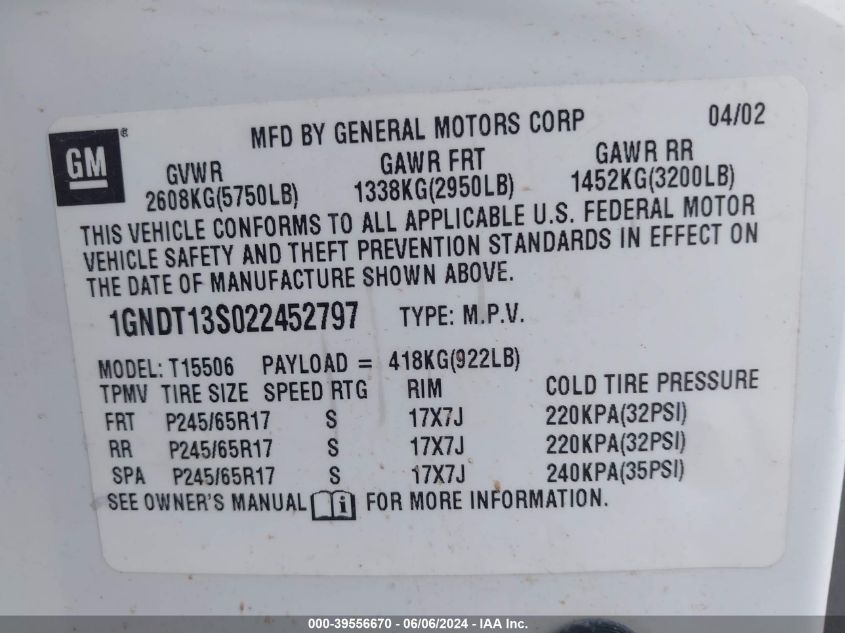 GM ®
MFD BY GENERAL MOTORS CORP 04/02
GVWR GAWR FRT GAWR RR
2608KG(5750LB) 1338KG(2950LB) 1452KG(3200LB)
THIS VEHICLE CONFORMS TO ALL APPLICABLE U.S. FEDERAL MOTOR
VEHICLE SAFETY AND THEFT PREVENTION STANDARDS IN EFFECT ON
THE DATE OF MANUFACTURE SHOWN ABOVE.
1GNDT13S022452797 TYPE: M.P.V.
MODEL: T15506 PAYLOAD = 418KG(922LB)
TPMV TIRE SIZE SPEED RTG RIM COLD TIRE PRESSURE
FRT P245/65R17 S 17X7J 220KPA(32PSI)
RR P245/65R17 S 17X7J 220KPA(32PSI)
SPA P245/65R17 S 17X7J 240KPA(35PSI)
SEE OWNER'S MANUAL i FOR MORE INFORMATION.
000-39556670 - 06/06/2024 - IAA Inc.